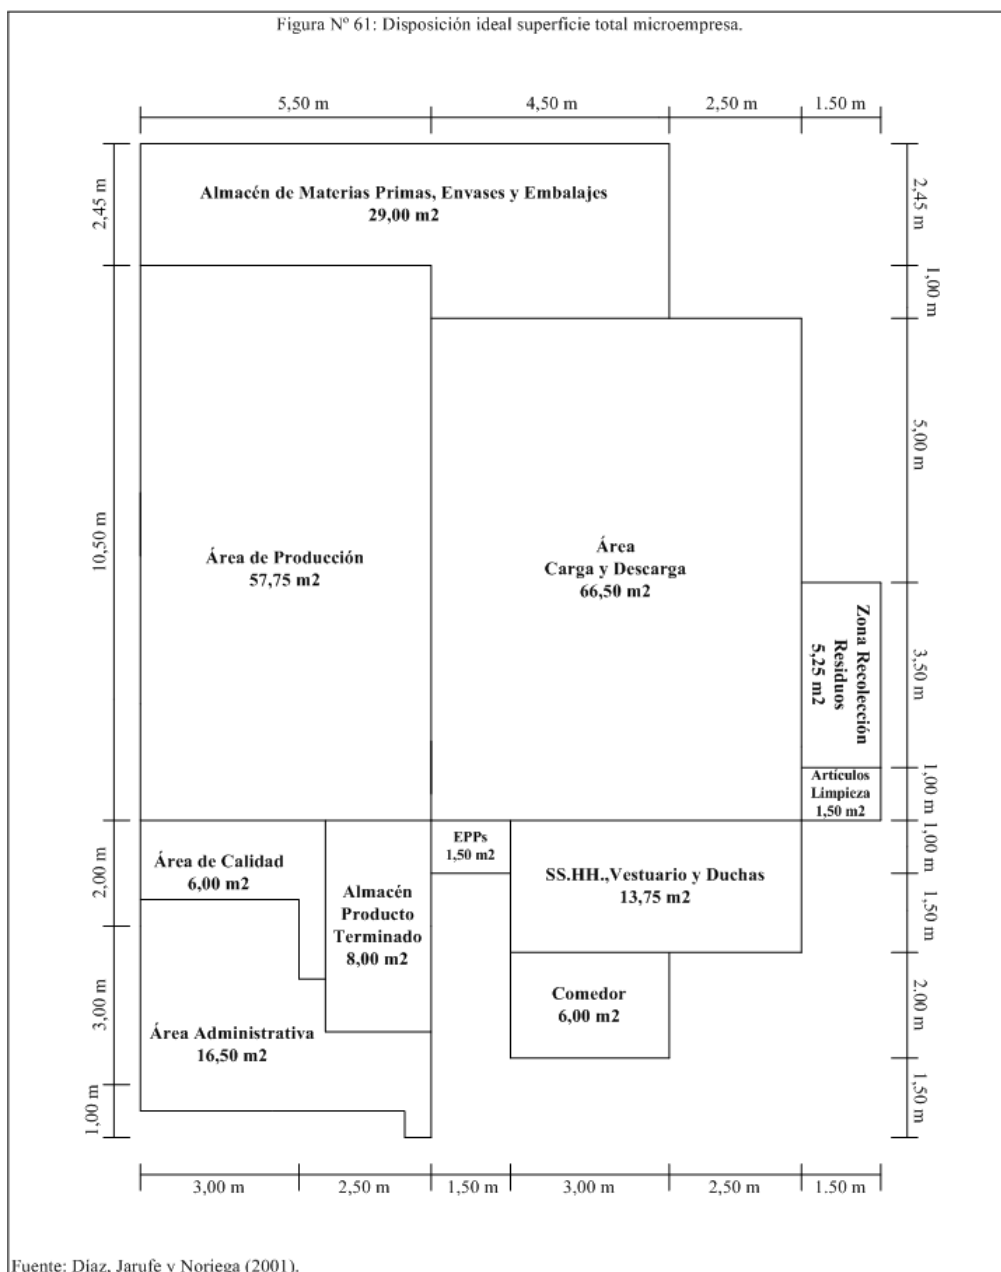 Figura Nº 61: Disposición ideal superficie total microempresa.
5,50 m
4,50 m
2,50 m
1.50 m
2,45 m
Almacén de Materias Primas, Envases y Embalajes
29,00 m2
2,45 m
1,00 m
5,00 m
10,50 m
Área de Producción
57,75 m2
Área
Carga y Descarga
66,50 m2
Zona Recolección
Residuos
5,25 m2
3,50 m
Artículos
Limpieza
1,50 m2
1,00 m
2,00 m
Área de Calidad
6,00 m2
Almacén
Producto
Terminado
8,00 m2
EPPs
1,50 m2
SS.HH.,Vestuario y Duchas
13,75 m2
1,00 m
1,50 m
3,00 m
Área Administrativa
16,50 m2
Comedor
6,00 m2
2.00 m
1,00 m
1,50 m
3,00 m
2,50 m
1,50 m
3,00 m
2,50 m
1.50 m
Fuente: Díaz, Jarufe y Noriega (2001).